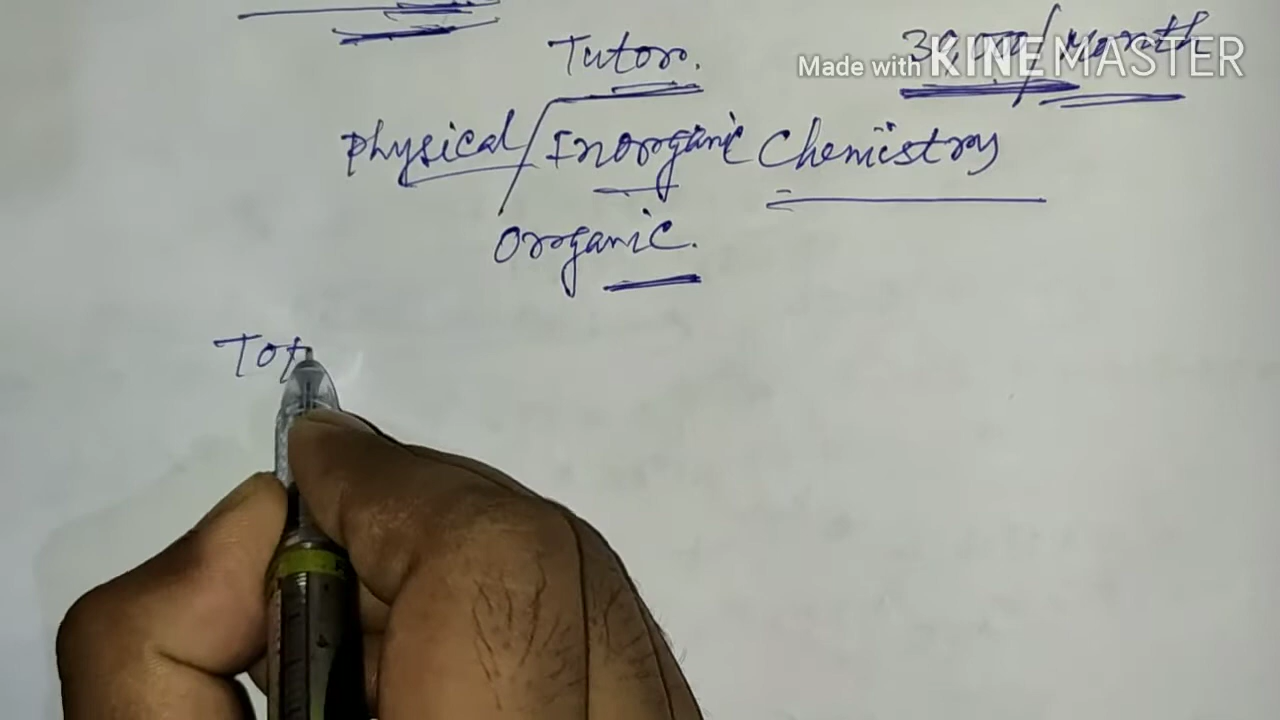 Tutor.
30,000/Month
Made with KINEMASTER
Physical/Inorganic Chemistry
Organic.
Tot